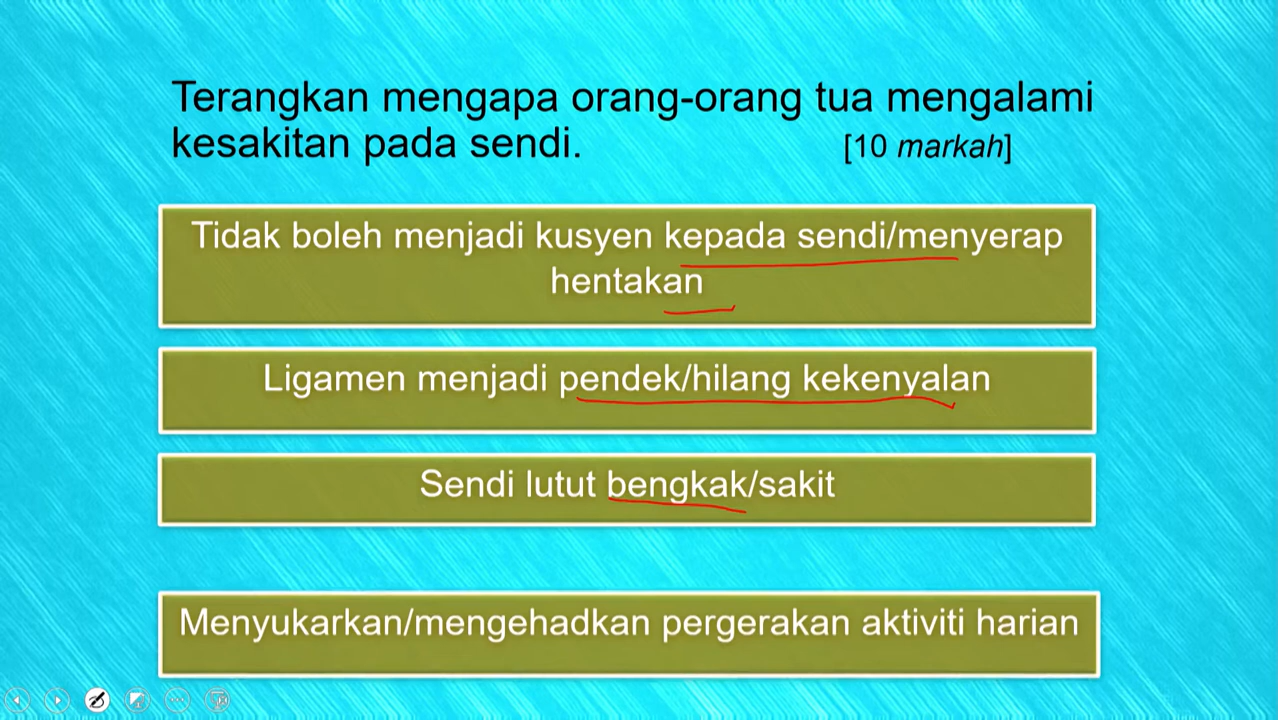 Terangkan mengapa orang-orang tua mengalami
kesakitan pada sendi. [10 markah]
Tidak boleh menjadi kusyen kepada sendi/menyerap
hentakan
Ligamen menjadi pendek/hilang kekenyalan
Sendi lutut bengkak/sakit
Menyukarkan/mengehadkan pergerakan aktiviti harian